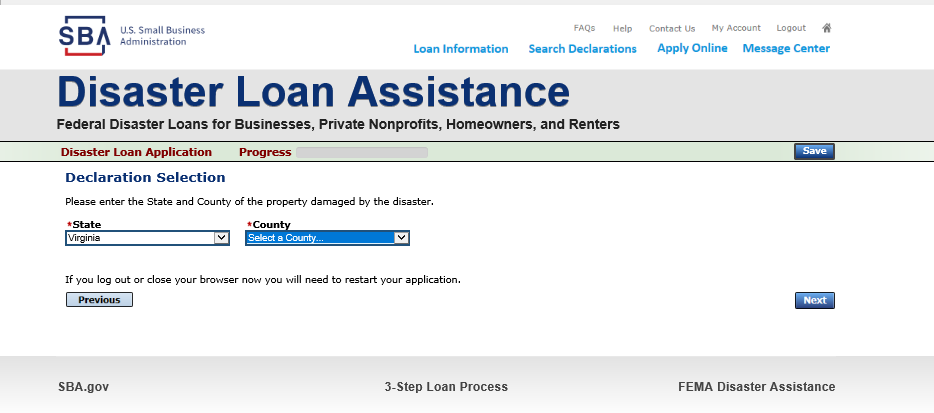 SBA U.S. Small Business
Administration
FAQs Help Contact Us My Account Logout
Loan Information Search Declarations Apply Online Message Center
Disaster Loan Assistance
Federal Disaster Loans for Businesses, Private Nonprofits, Homeowners, and Renters
Disaster Loan Application Progress Save
Declaration Selection
Please enter the State and County of the property damaged by the disaster.
*State *County
Virginia Select a County...
If you log out or close your browser now you will need to restart your application.
Previous Next
SBA.gov 3-Step Loan Process FEMA Disaster Assistance